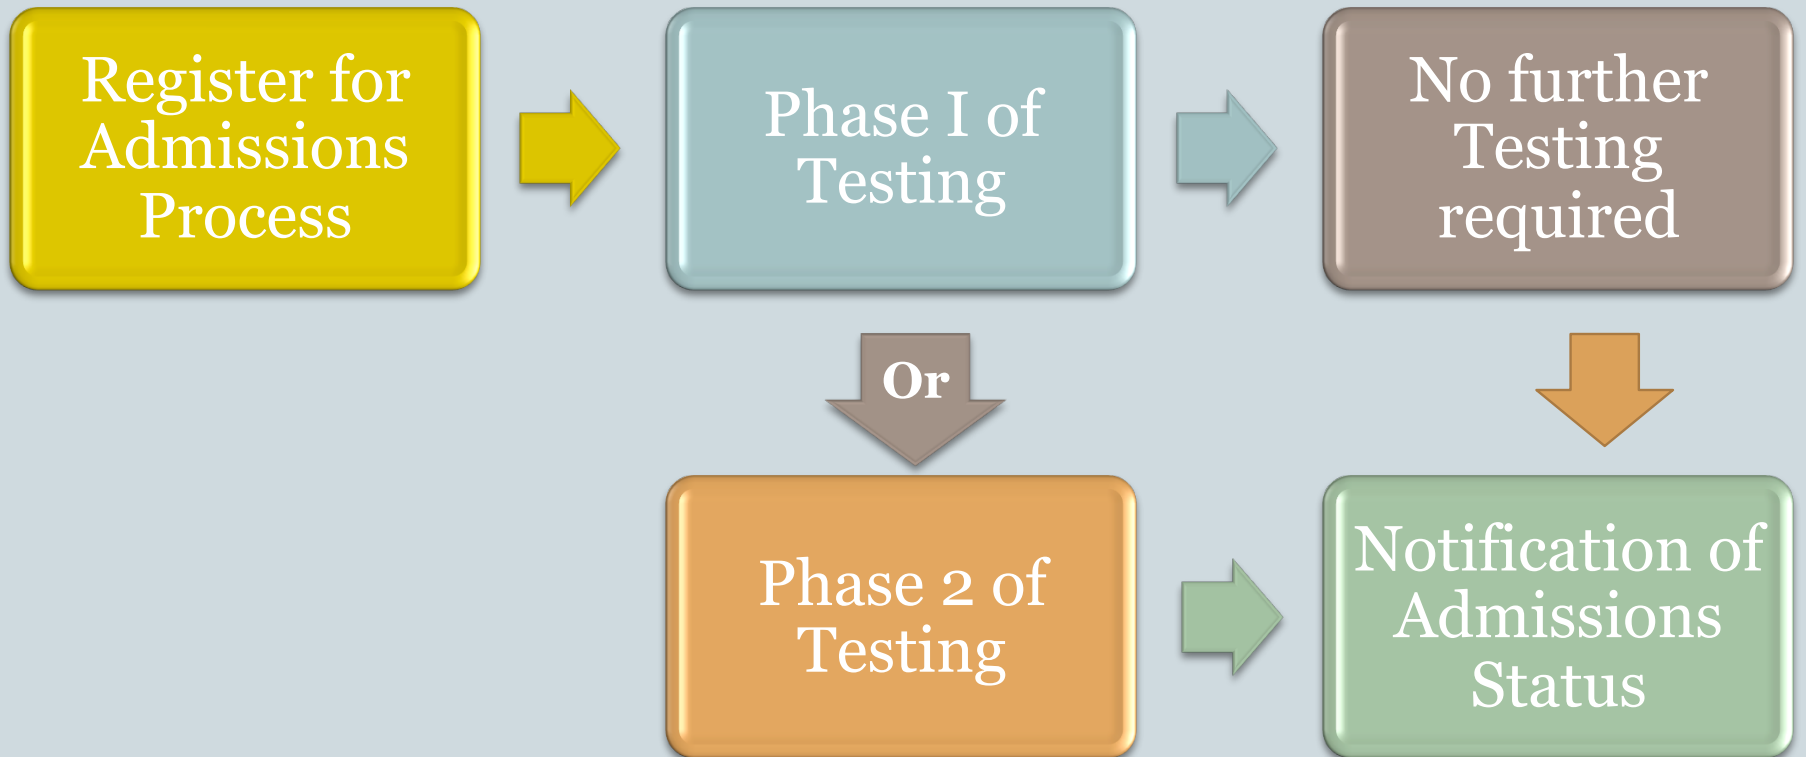 Register for
Admissions
Process
Phase I of
Testing
No further
Testing
required
Or
Phase 2 of
Testing
Notification of
Admissions
Status